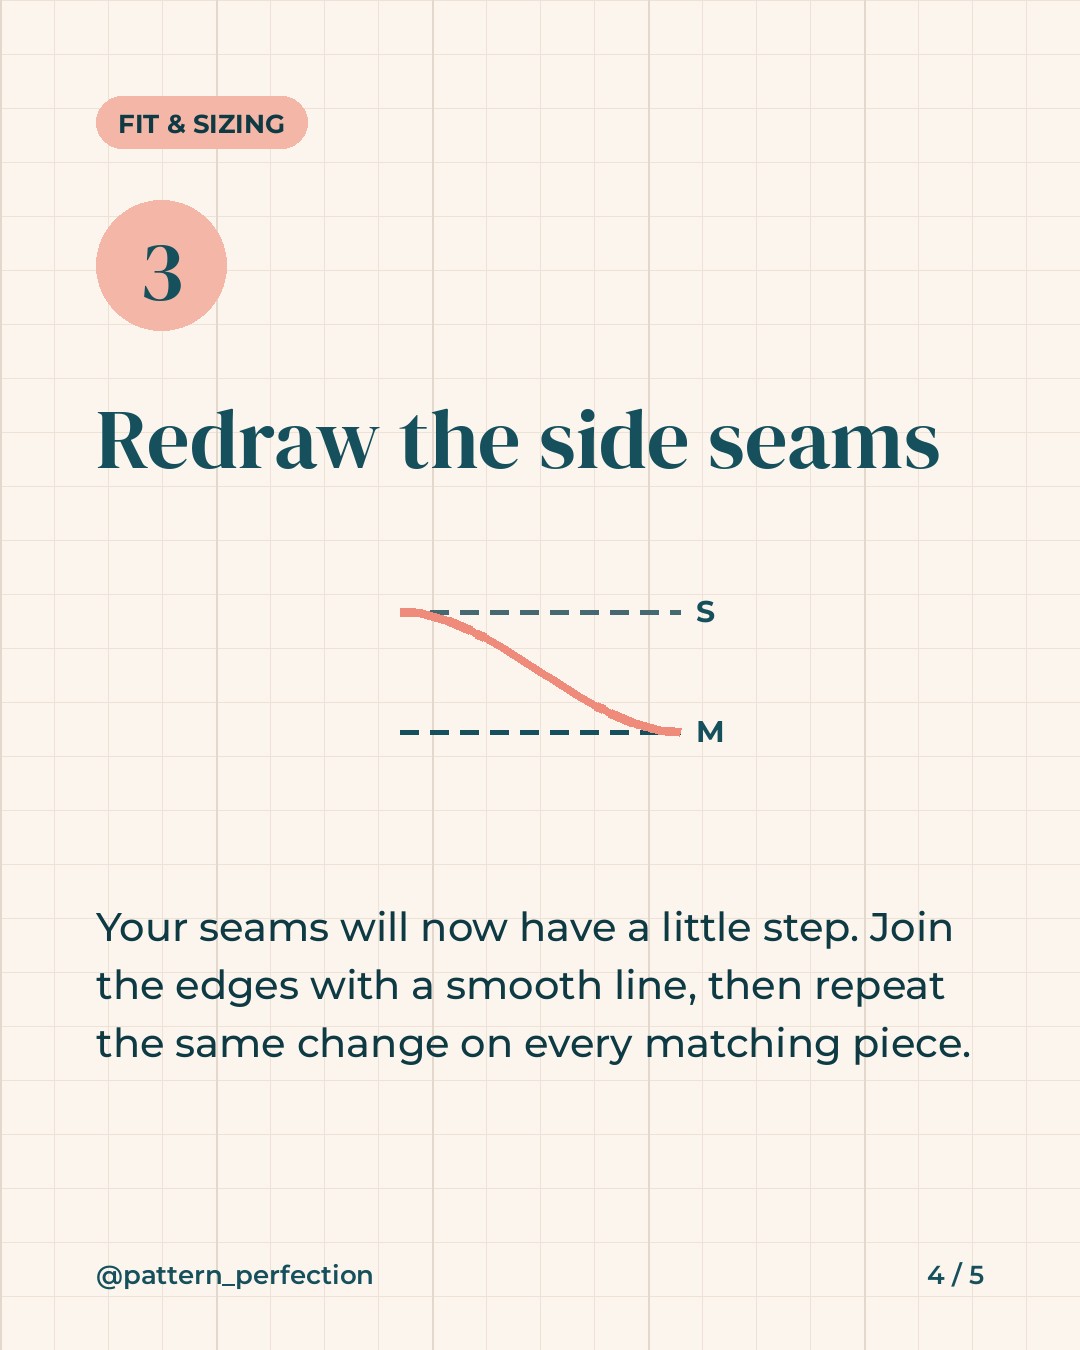 FIT & SIZING
3
Redraw the side seams
S
M
Your seams will now have a little step. Join
the edges with a smooth line, then repeat
the same change on every matching piece.
@pattern_perfection
4 / 5